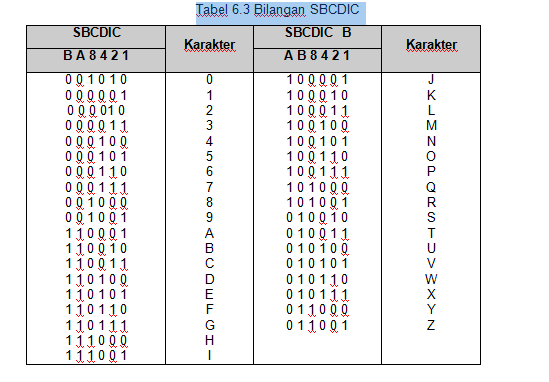 Tabel 6.3 Bilangan SBCDIC
SBCDIC Karakter SBCDIC B Karakter
B A 8 4 2 1 A B 8 4 2 1
0 0 1 0 1 0 0 1 0 0 0 0 1 J
0 0 0 0 0 1 1 1 0 0 0 1 0 K
0 0 0 0 1 0 2 1 0 0 0 1 1 L
0 0 0 0 1 1 3 1 0 0 1 0 0 M
0 0 0 1 0 0 4 1 0 0 1 0 1 N
0 0 0 1 0 1 5 1 0 0 1 1 0 O
0 0 0 1 1 0 6 1 0 0 1 1 1 P
0 0 0 1 1 1 7 1 0 1 0 0 0 Q
0 0 1 0 0 0 8 1 0 1 0 0 1 R
0 0 1 0 0 1 9 0 1 0 0 1 0 S
1 1 0 0 0 1 A 0 1 0 0 1 1 T
1 1 0 0 1 0 B 0 1 0 1 0 0 U
1 1 0 0 1 1 C 0 1 0 1 0 1 V
1 1 0 1 0 0 D 0 1 0 1 1 0 W
1 1 0 1 0 1 E 0 1 0 1 1 1 X
1 1 0 1 1 0 F 0 1 1 0 0 0 Y
1 1 0 1 1 1 G 0 1 1 0 0 1 Z
1 1 1 0 0 0 H
1 1 1 0 0 1 I